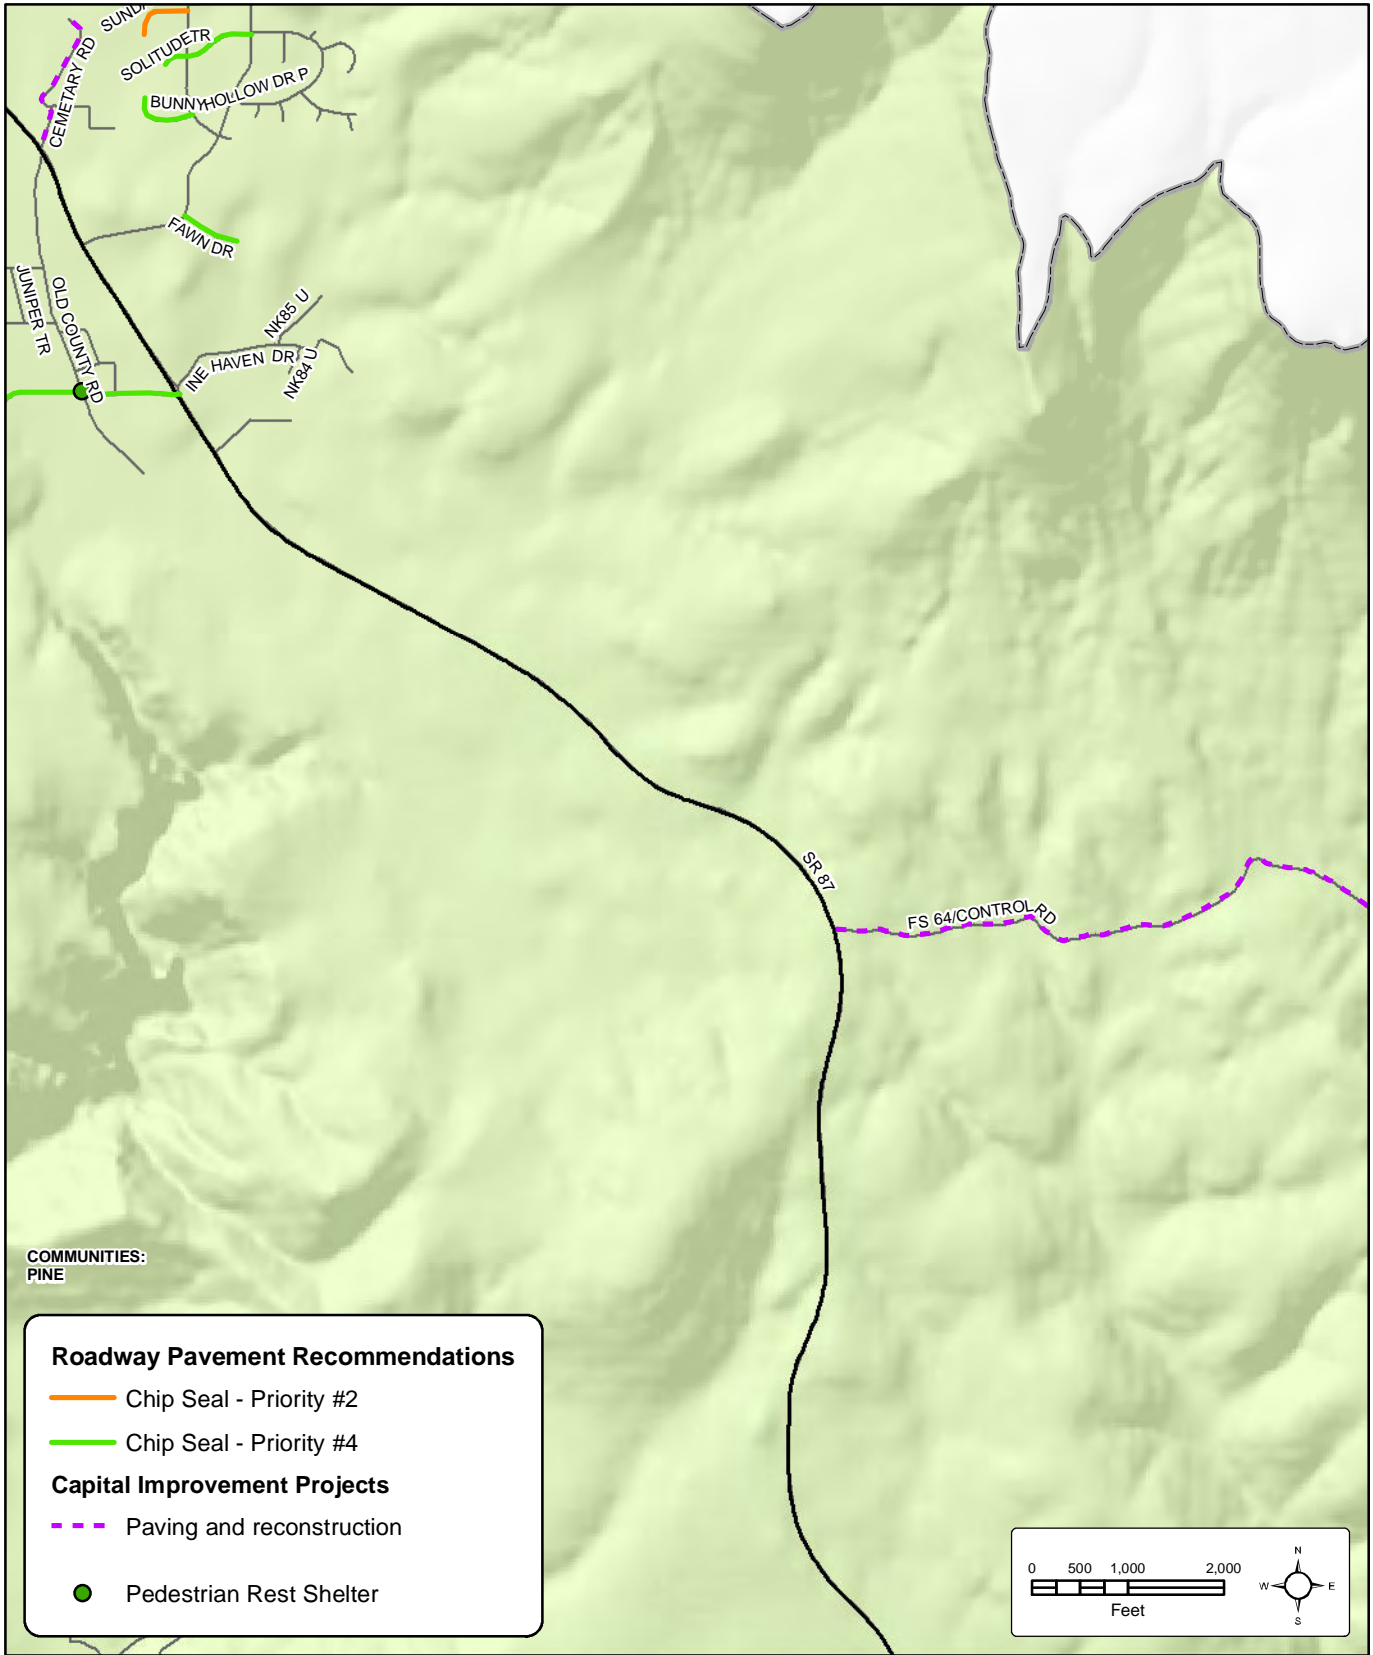 SUNDA
CEMETARY RD
SOLITUDE TR
BUNNY HOLLOW DR P
FAWN DR
JUNIPER TR
OLD COUNTY RD
NK85 U
INE HAVEN DR
NK84 U
SR 87
FS 64/CONTROL RD
COMMUNITIES:
PINE
Roadway Pavement Recommendations
Chip Seal - Priority #2
Chip Seal - Priority #4
Capital Improvement Projects
Paving and reconstruction
Pedestrian Rest Shelter
0 500 1,000 2,000
Feet
N
W E
S